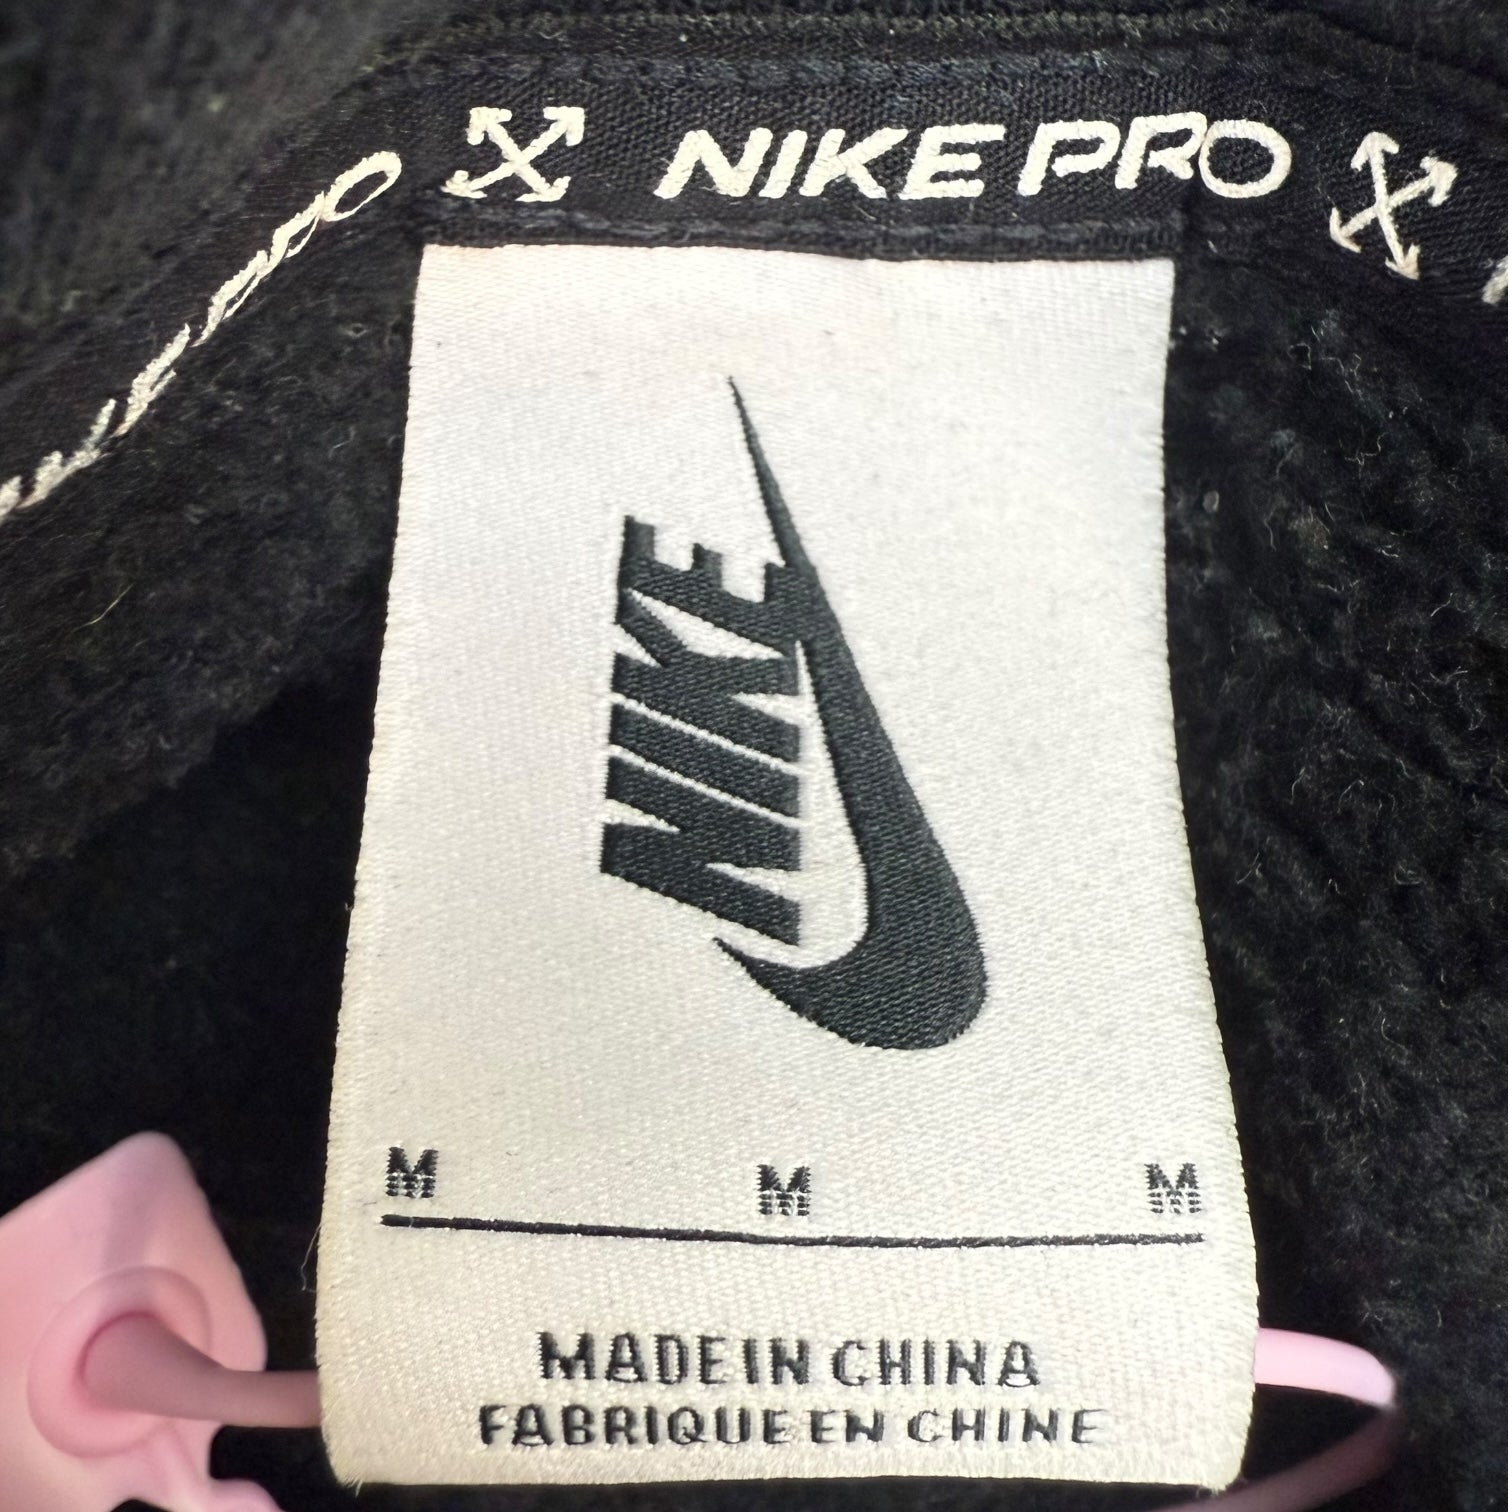 NIKE PRO
NIKE
M M M
MADE IN CHINA
FABRIQUE EN CHINE